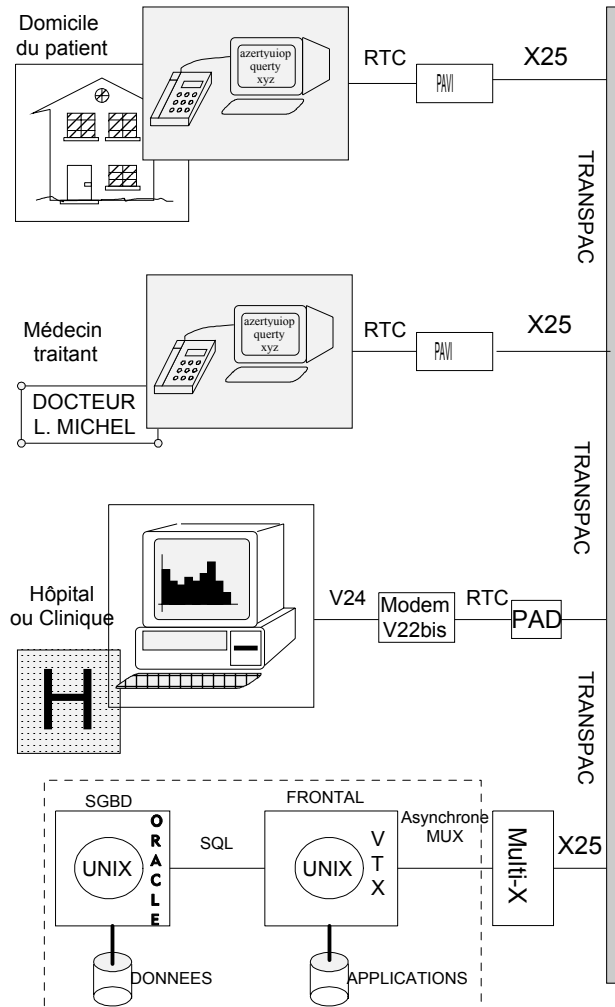 Domicile
du patient
azertyuiop
querty
xyz
RTC
PAVI
X25
TRANSPAC
Médecin
traitant
DOCTEUR
L. MICHEL
azertyuiop
querty
xyz
RTC
PAVI
X25
TRANSPAC
Hôpital
ou Clinique
H
V24
Modem
V22bis
RTC
PAD
TRANSPAC
SGBD
UNIX
ORACLE
SQL
FRONTAL
UNIX
VTX
Asynchrone
MUX
Multi-X
X25
DONNEES
APPLICATIONS